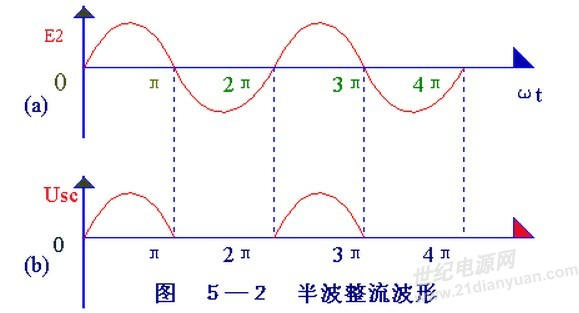 E2
0 π 2π 3π 4π
(a) ωt
Usc
0 π 2π 3π 4π
(b)
图 5—2 半波整流波形
世纪电源网
www.21dianyuan.com